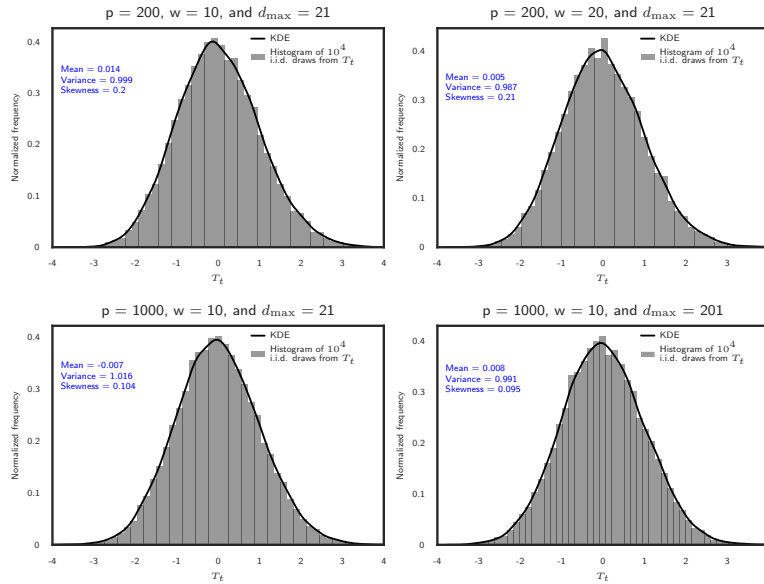 p = 200, w = 10, and d_max = 21
0.4
0.3
0.2
0.1
0
Normalized frequency
Mean = 0.014
Variance = 0.999
Skewness = 0.2
KDE
Histogram of 10^4
i.i.d. draws from T_t
-4 -3 -2 -1 0 1 2 3 4
T_t
p = 200, w = 20, and d_max = 21
0.4
0.3
0.2
0.1
0
Normalized frequency
Mean = 0.005
Variance = 0.987
Skewness = 0.21
KDE
Histogram of 10^4
i.i.d. draws from T_t
-4 -3 -2 -1 0 1 2 3
T_t
p = 1000, w = 10, and d_max = 21
0.4
0.3
0.2
0.1
0
Normalized frequency
Mean = -0.007
Variance = 1.016
Skewness = 0.104
KDE
Histogram of 10^4
i.i.d. draws from T_t
-4 -3 -2 -1 0 1 2 3 4
T_t
p = 1000, w = 10, and d_max = 201
0.4
0.3
0.2
0.1
0
Normalized frequency
Mean = 0.008
Variance = 0.991
Skewness = 0.095
KDE
Histogram of 10^4
i.i.d. draws from T_t
-4 -3 -2 -1 0 1 2 3
T_t